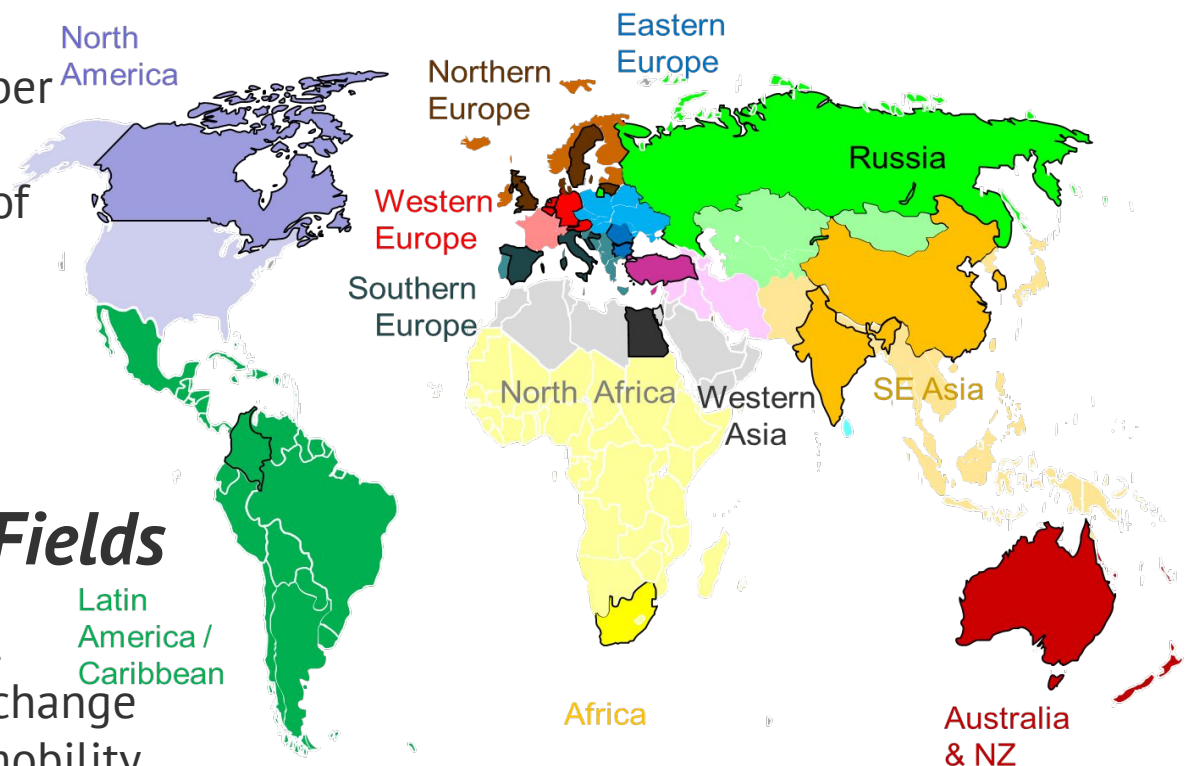 North
America
of
Fields
change
mobility
Northern
Europe
Eastern
Europe
Russia
Western
Europe
Southern
Europe
North Africa
Western
Asia
SE Asia
Latin
America /
Caribbean
Africa
Australia
& NZ